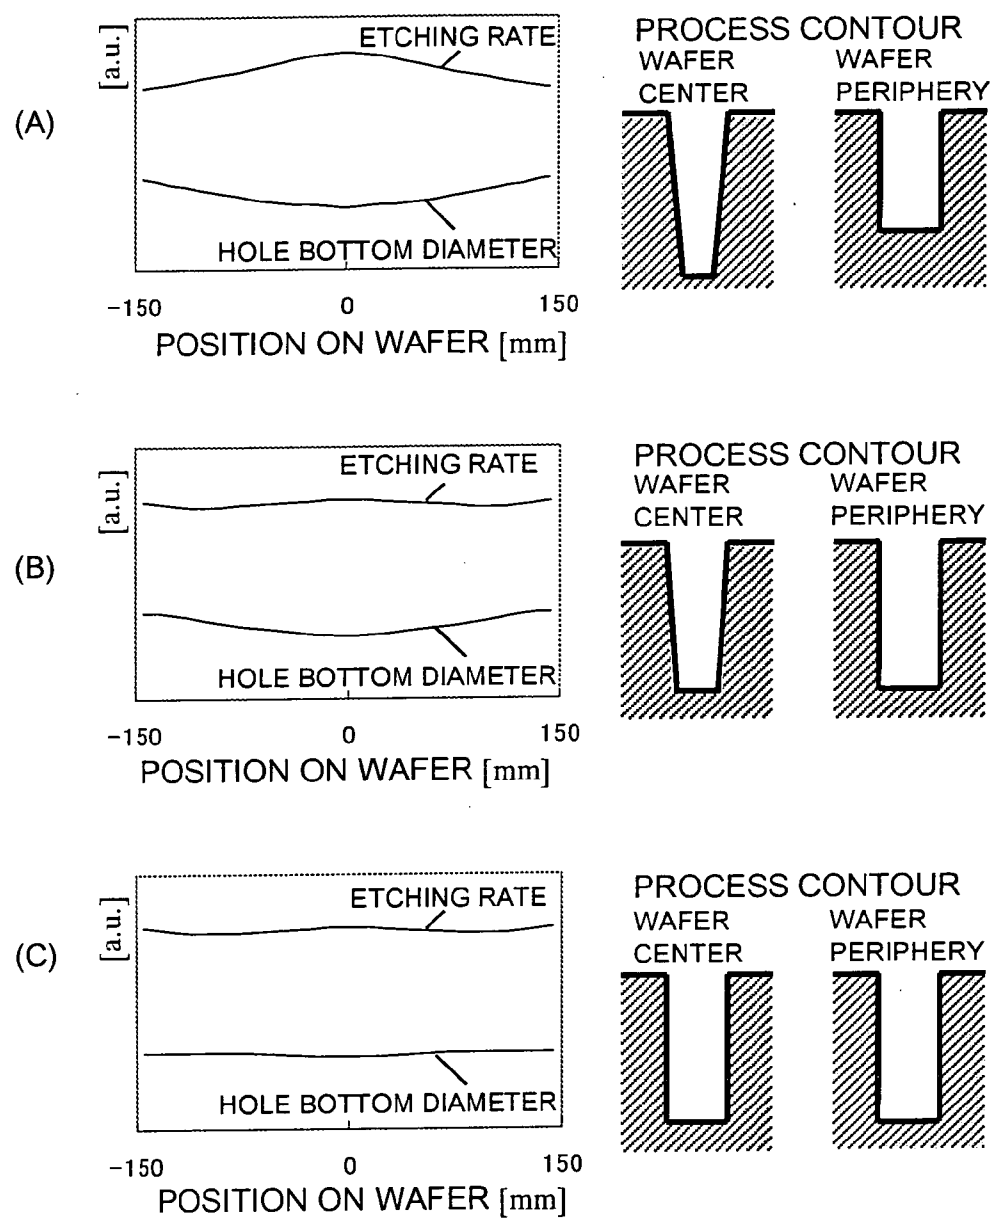 (A)
[a.u.]
ETCHING RATE
HOLE BOTTOM DIAMETER
-150 0 150
POSITION ON WAFER [mm]
PROCESS CONTOUR
WAFER CENTER
WAFER PERIPHERY
(B)
[a.u.]
ETCHING RATE
HOLE BOTTOM DIAMETER
-150 0 150
POSITION ON WAFER [mm]
PROCESS CONTOUR
WAFER CENTER
WAFER PERIPHERY
(C)
[a.u.]
ETCHING RATE
HOLE BOTTOM DIAMETER
-150 0 150
POSITION ON WAFER [mm]
PROCESS CONTOUR
WAFER CENTER
WAFER PERIPHERY